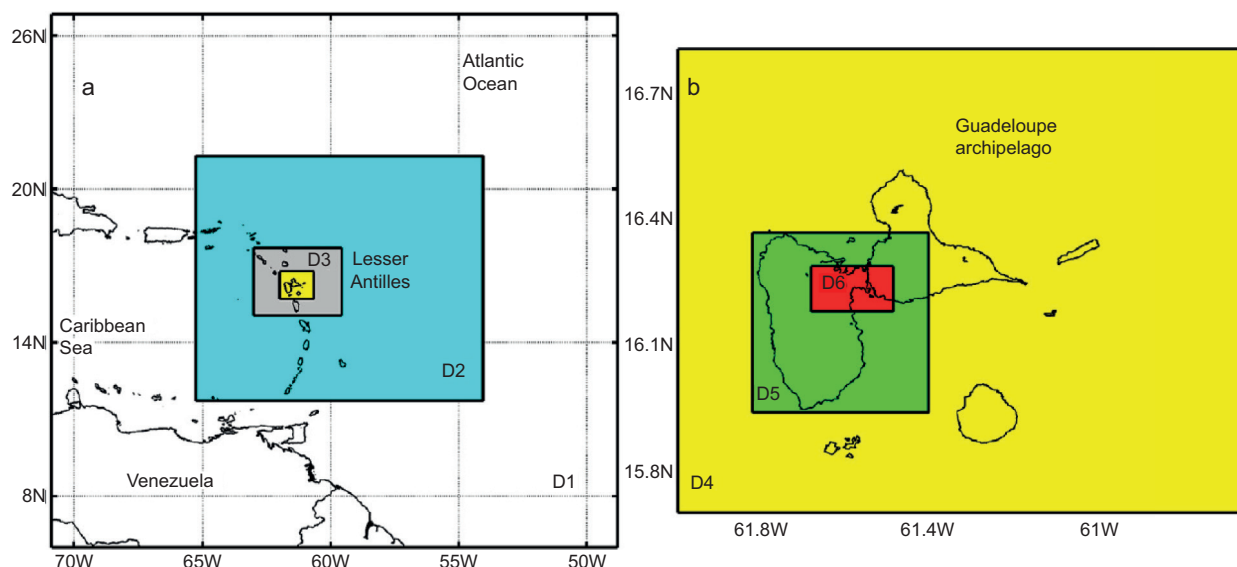 26N
20N
14N
8N
70W
65W
60W
55W
50W
a
Atlantic
Ocean
D3
Lesser
Antilles
Caribbean
Sea
D2
Venezuela
D1
16.7N
16.4N
16.1N
15.8N
61.8W
61.4W
61W
b
Guadeloupe
archipelago
D6
D5
D4